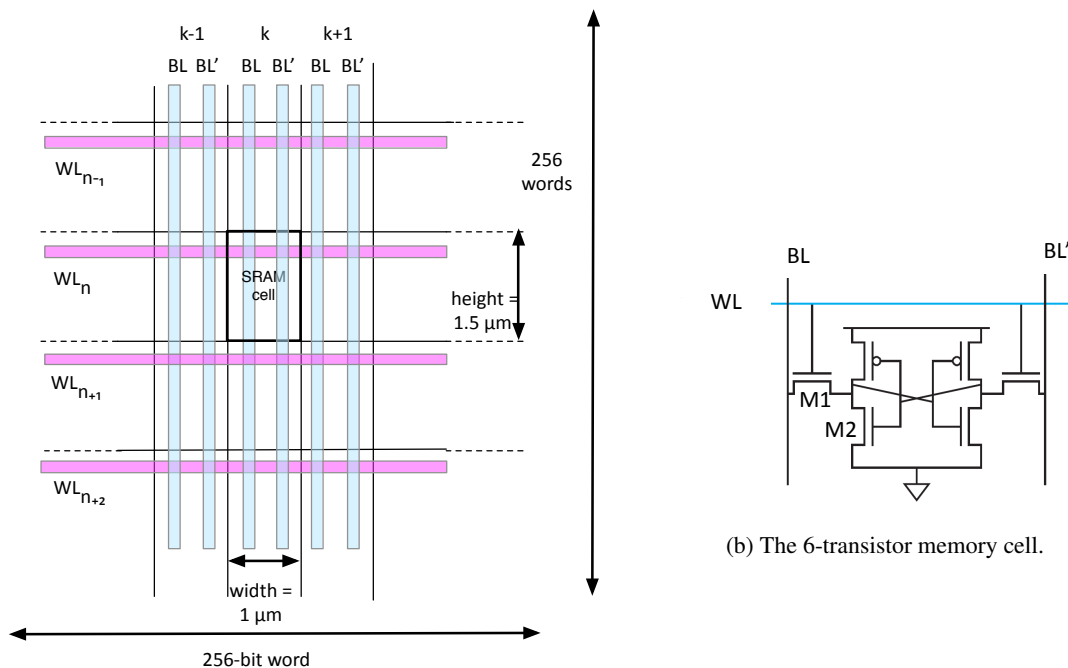 k-1 k k+1
BL BL’ BL BL’ BL BL’
WLn-1
256
words
WLn
SRAM
cell
height =
1.5 µm
WLn+1
WLn+2
width =
1 µm
256-bit word
BL BL’
WL
M1
M2
(b) The 6-transistor memory cell.